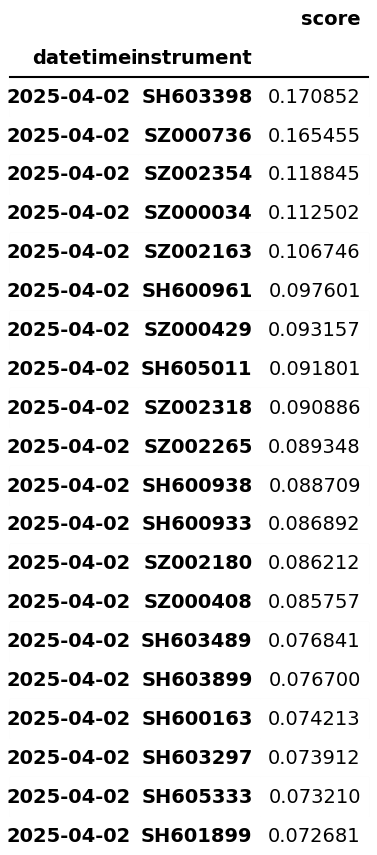 score
datetime instrument
2025-04-02 SH603398 0.170852
2025-04-02 SZ000736 0.165455
2025-04-02 SZ002354 0.118845
2025-04-02 SZ000034 0.112502
2025-04-02 SZ002163 0.106746
2025-04-02 SH600961 0.097601
2025-04-02 SZ000429 0.093157
2025-04-02 SH605011 0.091801
2025-04-02 SZ002318 0.090886
2025-04-02 SZ002265 0.089348
2025-04-02 SH600938 0.088709
2025-04-02 SH600933 0.086892
2025-04-02 SZ002180 0.086212
2025-04-02 SZ000408 0.085757
2025-04-02 SH603489 0.076841
2025-04-02 SH603899 0.076700
2025-04-02 SH600163 0.074213
2025-04-02 SH603297 0.073912
2025-04-02 SH605333 0.073210
2025-04-02 SH601899 0.072681